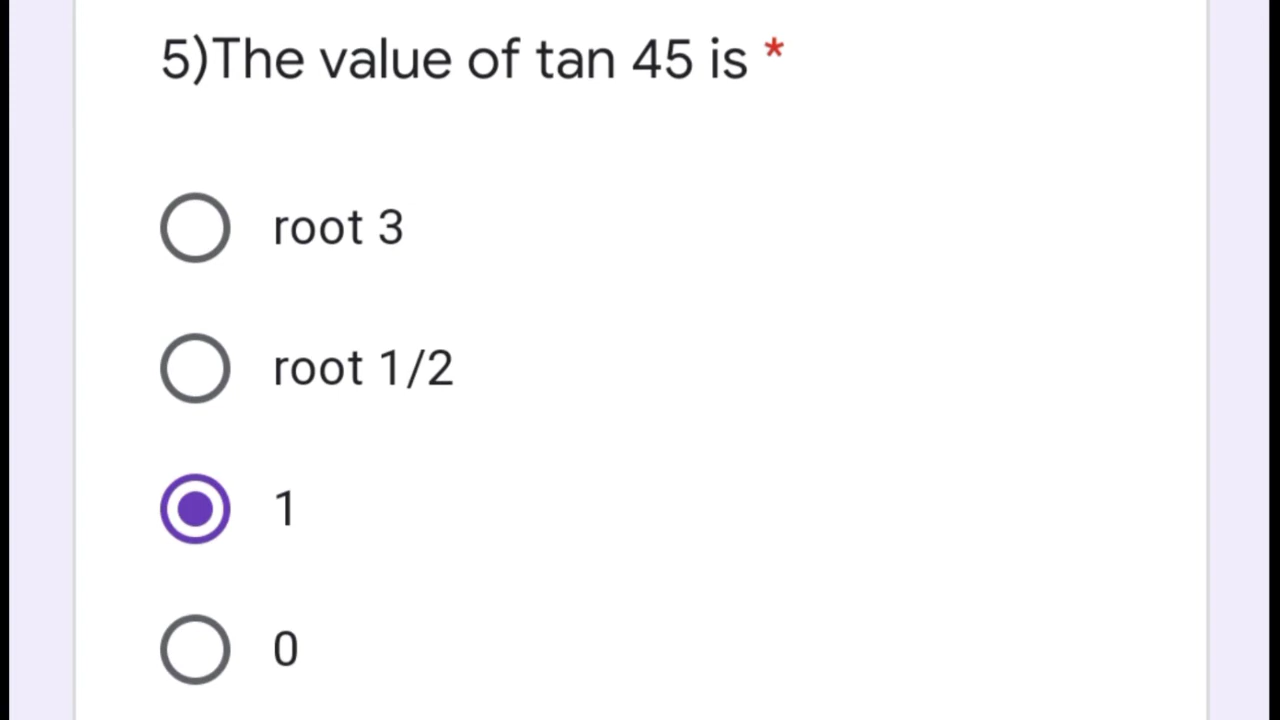 5)The value of tan 45 is *
root 3
root 1/2
1
0